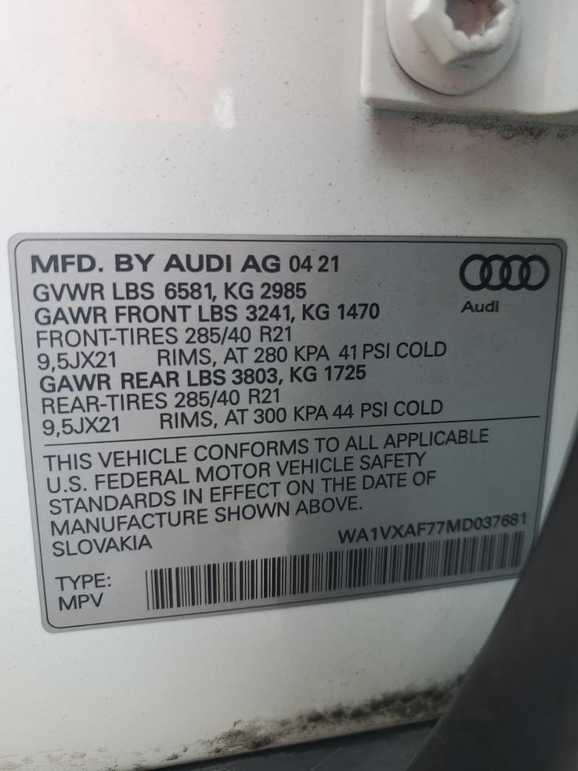 MFD. BY AUDI AG 04 21
GVWR LBS 6581, KG 2985
GAWR FRONT LBS 3241, KG 1470
FRONT-TIRES 285/40 R21
9,5JX21 RIMS, AT 280 KPA 41 PSI COLD
GAWR REAR LBS 3803, KG 1725
REAR-TIRES 285/40 R21
9,5JX21 RIMS, AT 300 KPA 44 PSI COLD
Audi
THIS VEHICLE CONFORMS TO ALL APPLICABLE
U.S. FEDERAL MOTOR VEHICLE SAFETY
STANDARDS IN EFFECT ON THE DATE OF
MANUFACTURE SHOWN ABOVE.
SLOVAKIA
WA1VXAF77MD037681
TYPE:
MPV